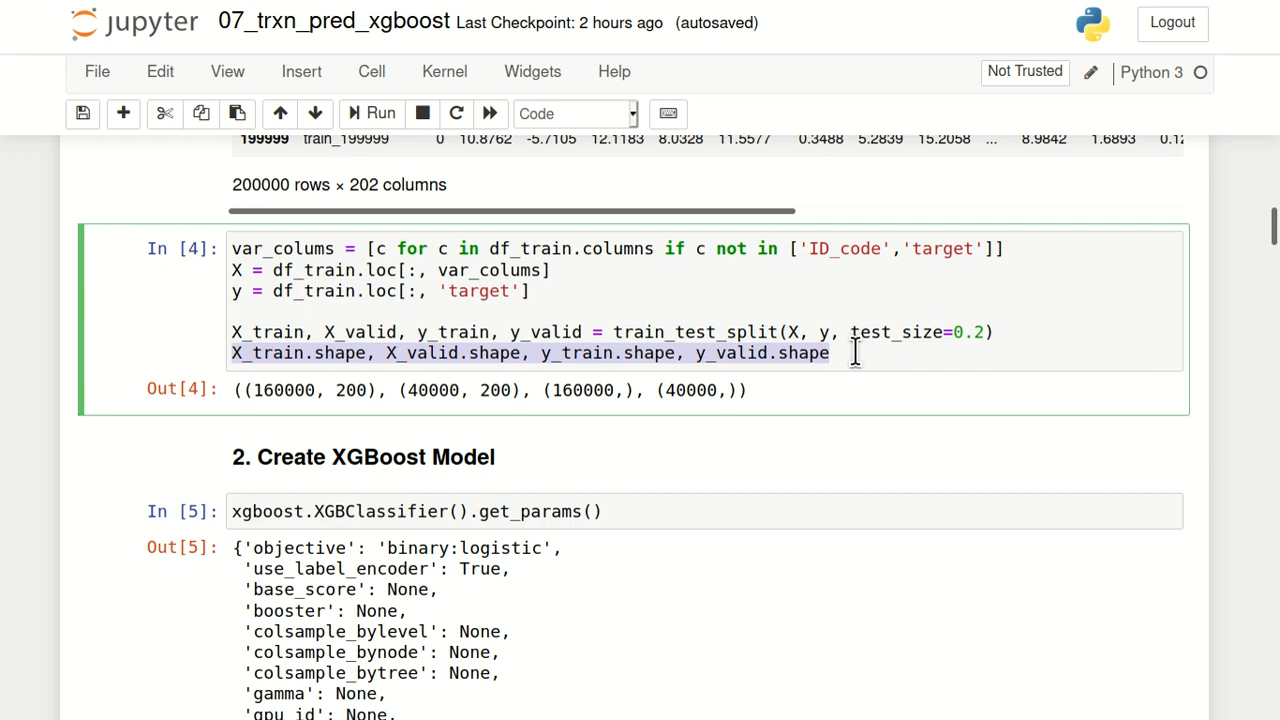 jupyter 07_trxn_pred_xgboost Last Checkpoint: 2 hours ago (autosaved) Logout
File Edit View Insert Cell Kernel Widgets Help Not Trusted Python 3
Run Code
199999 train_199999 0 10.8762 -5.7105 12.1183 8.0328 11.5577 0.3488 5.2839 15.2058 ... 8.9842 1.6893 0.12
200000 rows × 202 columns
In [4]: var_colums = [c for c in df_train.columns if c not in ['ID_code','target']]
X = df_train.loc[:, var_colums]
y = df_train.loc[:, 'target']
X_train, X_valid, y_train, y_valid = train_test_split(X, y, test_size=0.2)
X_train.shape, X_valid.shape, y_train.shape, y_valid.shape
Out[4]: ((160000, 200), (40000, 200), (160000,), (40000,))
2. Create XGBoost Model
In [5]: xgboost.XGBClassifier().get_params()
Out[5]: {'objective': 'binary:logistic',
'use_label_encoder': True,
'base_score': None,
'booster': None,
'colsample_bylevel': None,
'colsample_bynode': None,
'colsample_bytree': None,
'gamma': None,
'gpu_id': None,